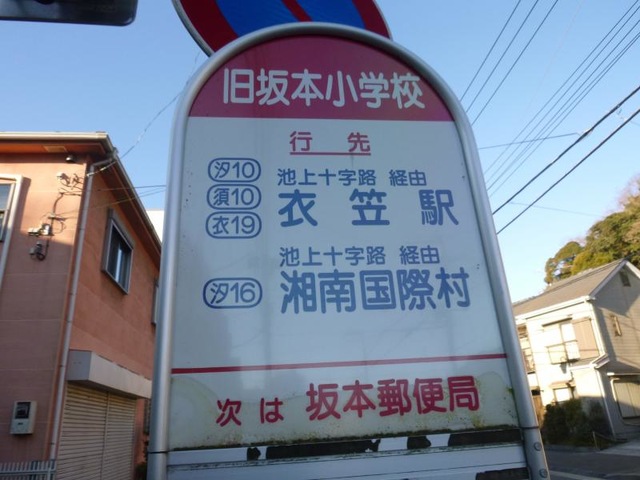 旧坂本小学校
行先
汐10
須10
衣19
池上十字路 経由
衣笠駅
汐16
池上十字路 経由
湘南国際村
次は 坂本郵便局